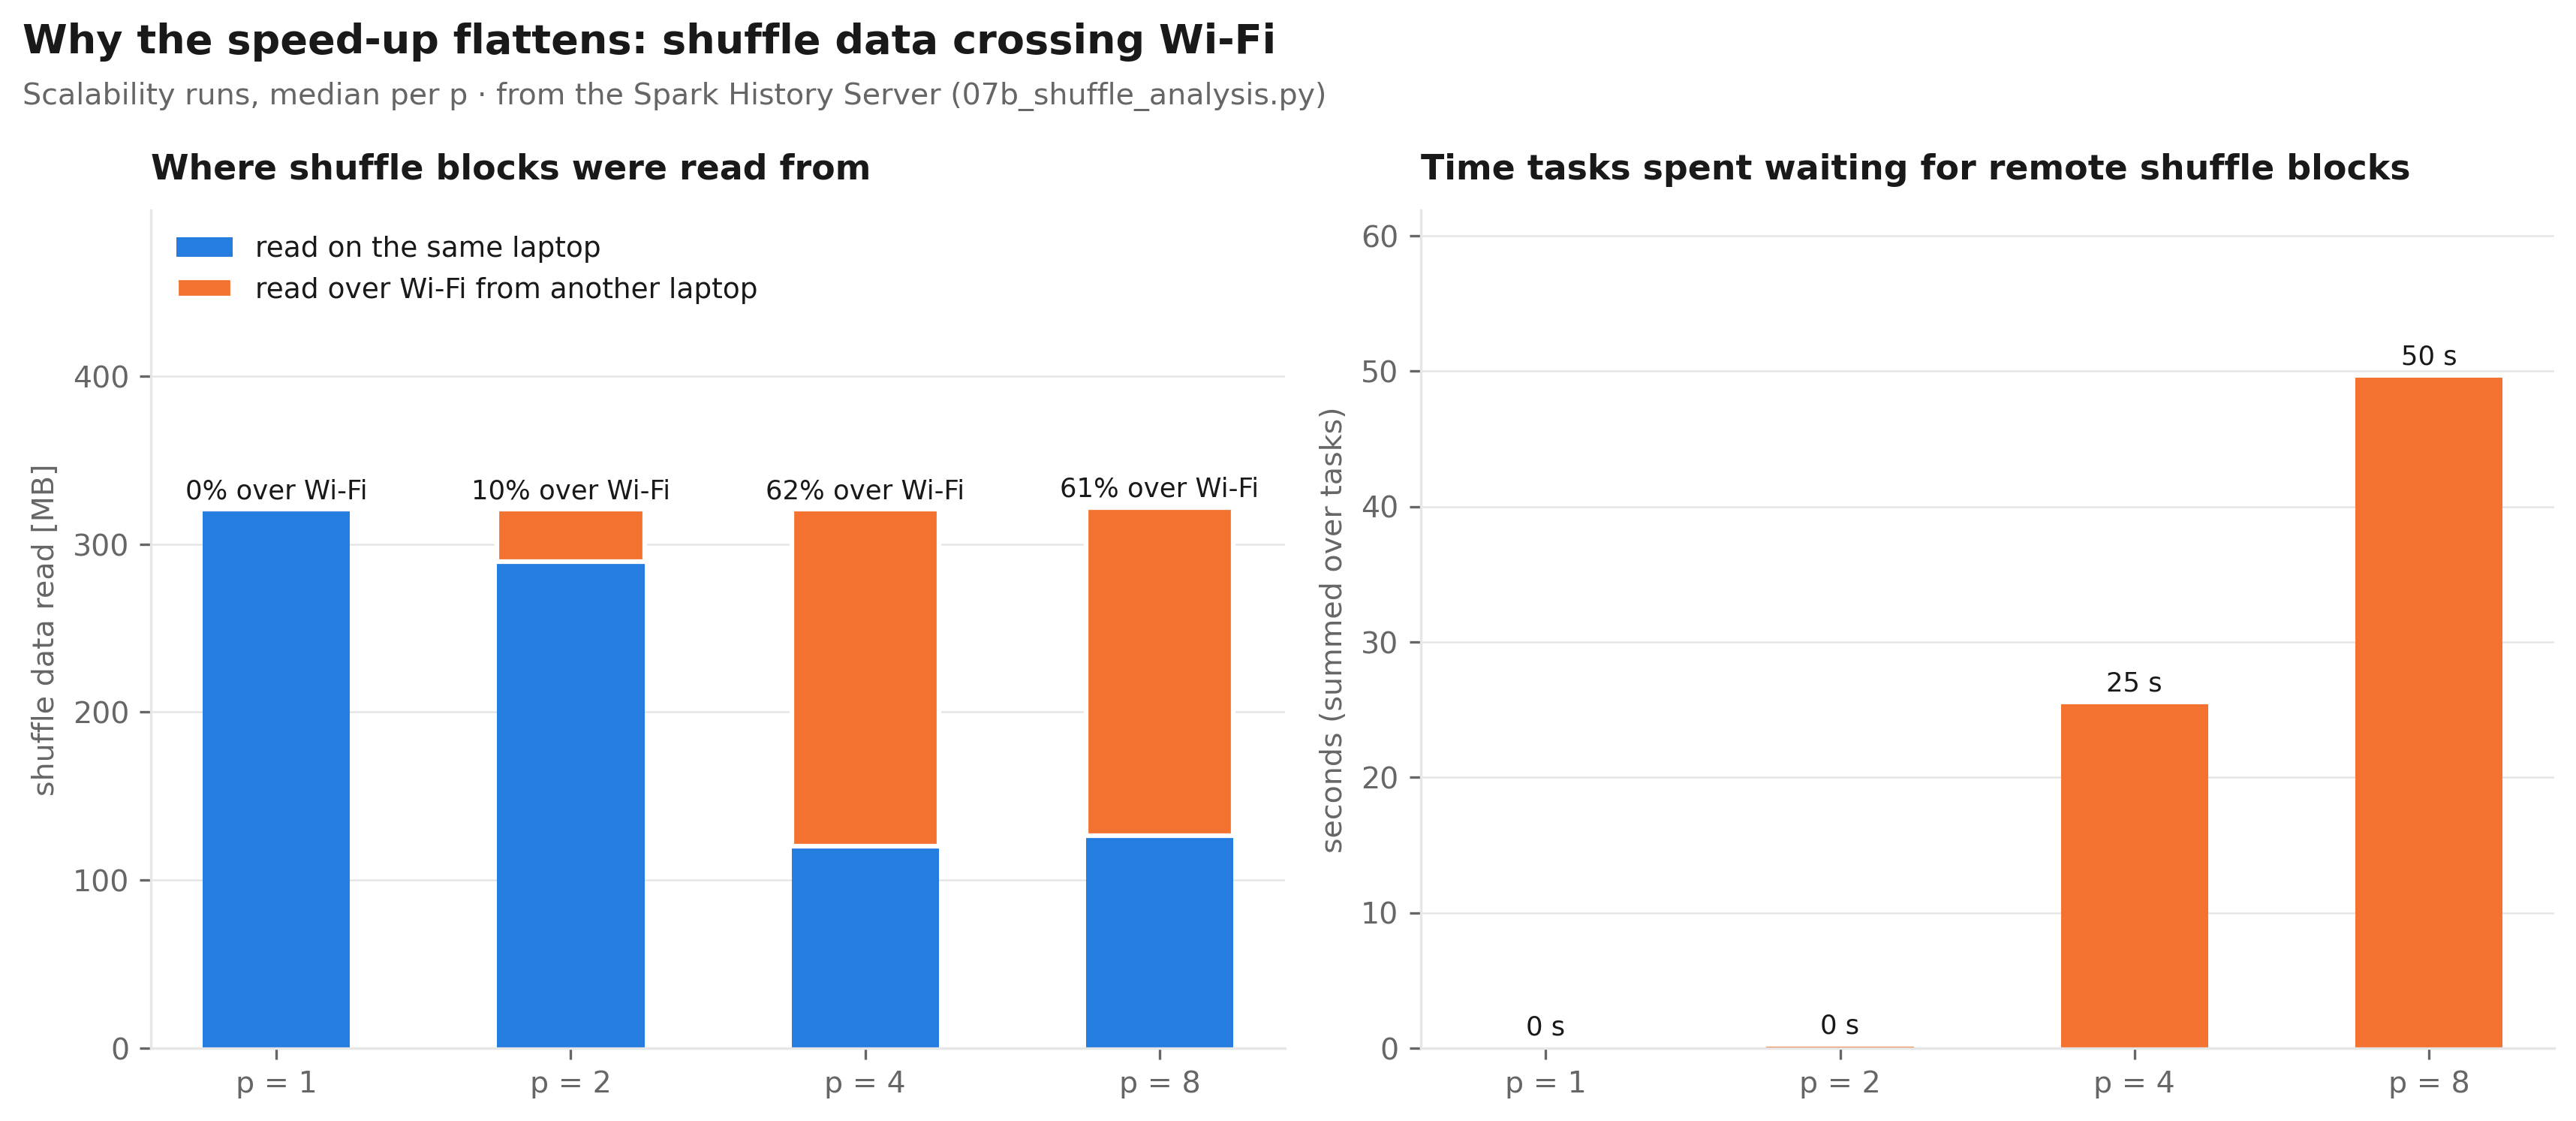 Why the speed-up flattens: shuffle data crossing Wi-Fi
Scalability runs, median per p · from the Spark History Server (07b_shuffle_analysis.py)
Where shuffle blocks were read from
read on the same laptop
read over Wi-Fi from another laptop
shuffle data read [MB]
400
300
200
100
0
0% over Wi-Fi
10% over Wi-Fi
62% over Wi-Fi
61% over Wi-Fi
p = 1
p = 2
p = 4
p = 8
Time tasks spent waiting for remote shuffle blocks
seconds (summed over tasks)
60
50
40
30
20
10
0
0 s
0 s
25 s
50 s
p = 1
p = 2
p = 4
p = 8